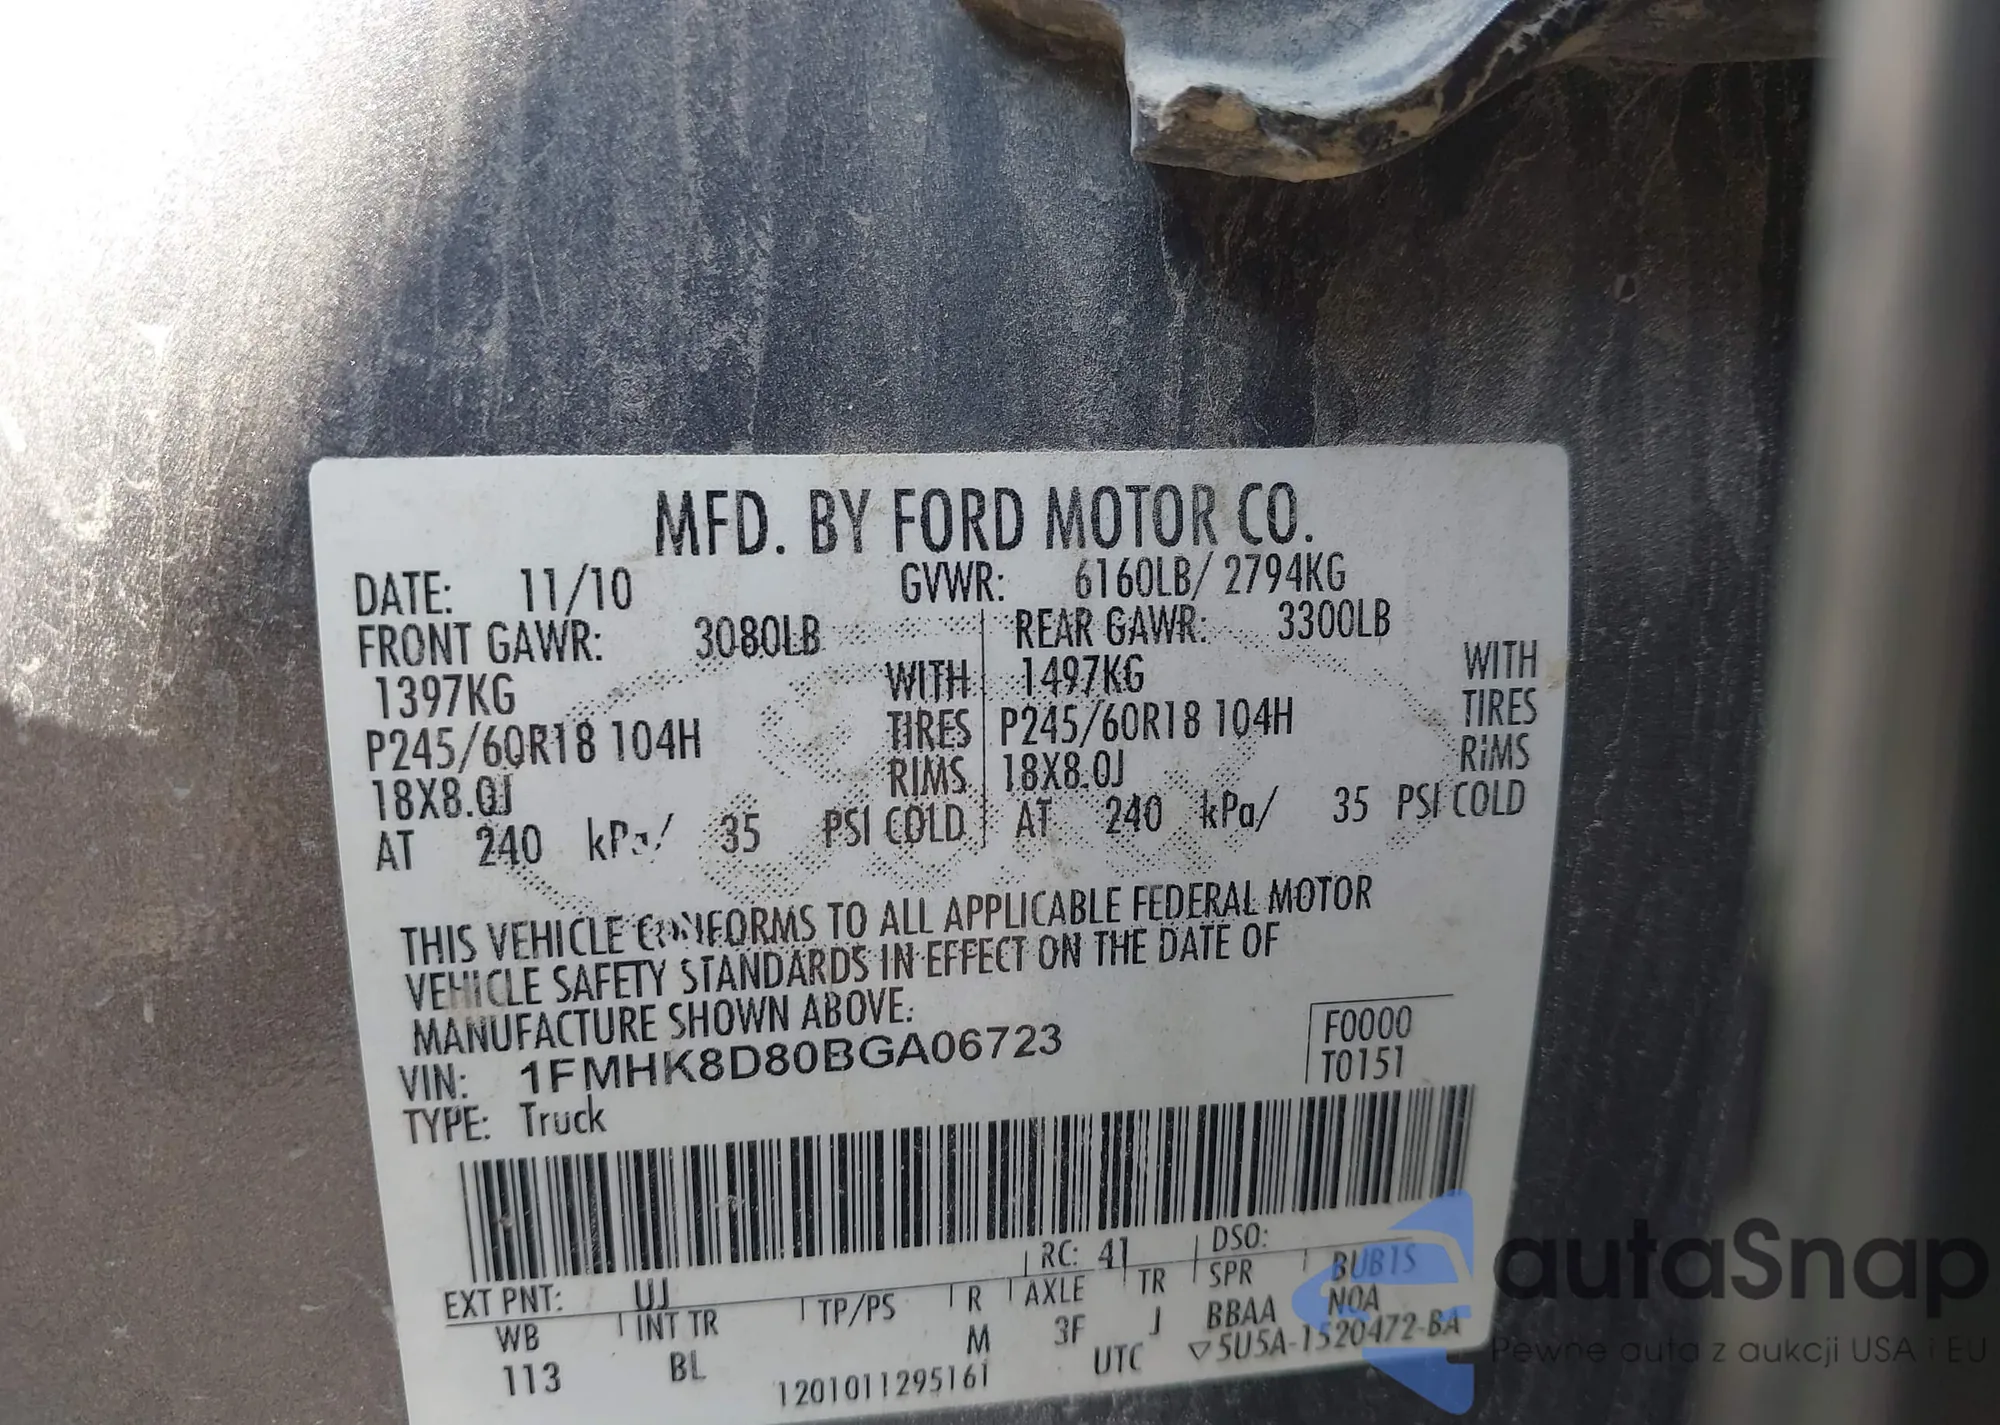 MFD. BY FORD MOTOR CO.
DATE: 11/10 GVWR: 6160LB/ 2794KG
FRONT GAWR: 3080LB REAR GAWR: 3300LB
1397KG WITH 1497KG WITH
P245/60R18 104H TIRES P245/60R18 104H TIRES
18X8.0J RIMS 18X8.0J RIMS
AT 240 kPa/ 35 PSI COLD AT 240 kPa/ 35 PSI COLD
THIS VEHICLE CONFORMS TO ALL APPLICABLE FEDERAL MOTOR
VEHICLE SAFETY STANDARDS IN EFFECT ON THE DATE OF
MANUFACTURE SHOWN ABOVE:
VIN: 1FMHK8D80BGA06723 F0000
TYPE: Truck T0151
EXT PNT: UJ RC: 41 DSO:
WB INT TR TP/PS R AXLE TR SPR BUB1S
113 BL M 3F J BBAA NOA
1201011295161 UTC ▽5U5A-1520472-BA
autaSnap
Pewne auta z aukcji USA i EU